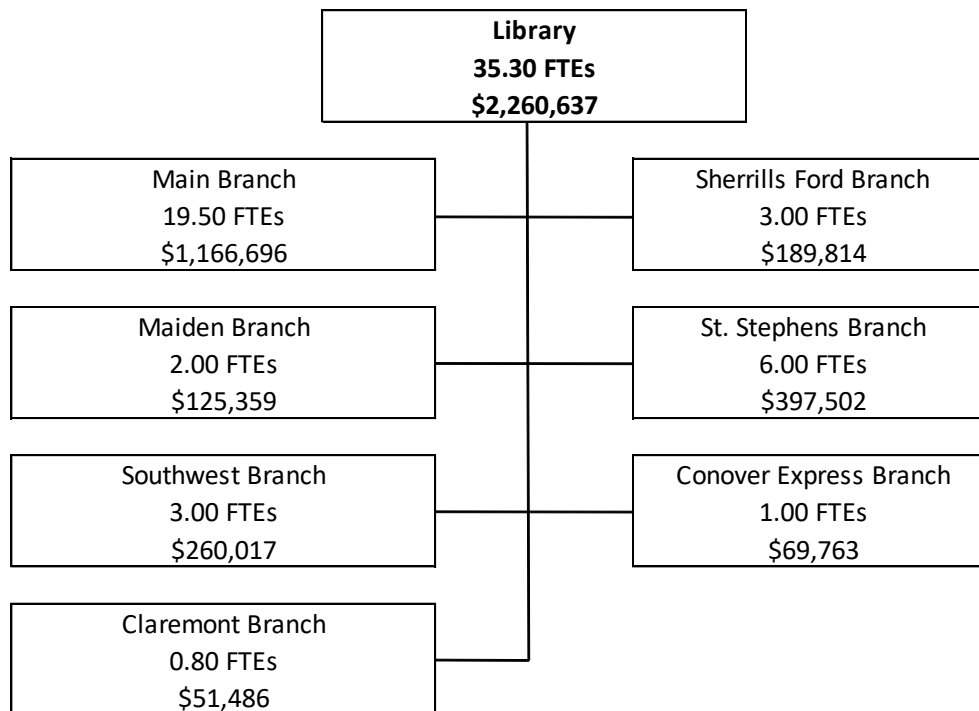 Library
35.30 FTEs
$2,260,637
Main Branch
19.50 FTEs
$1,166,696
Sherrills Ford Branch
3.00 FTEs
$189,814
Maiden Branch
2.00 FTEs
$125,359
St. Stephens Branch
6.00 FTEs
$397,502
Southwest Branch
3.00 FTEs
$260,017
Conover Express Branch
1.00 FTEs
$69,763
Claremont Branch
0.80 FTEs
$51,486